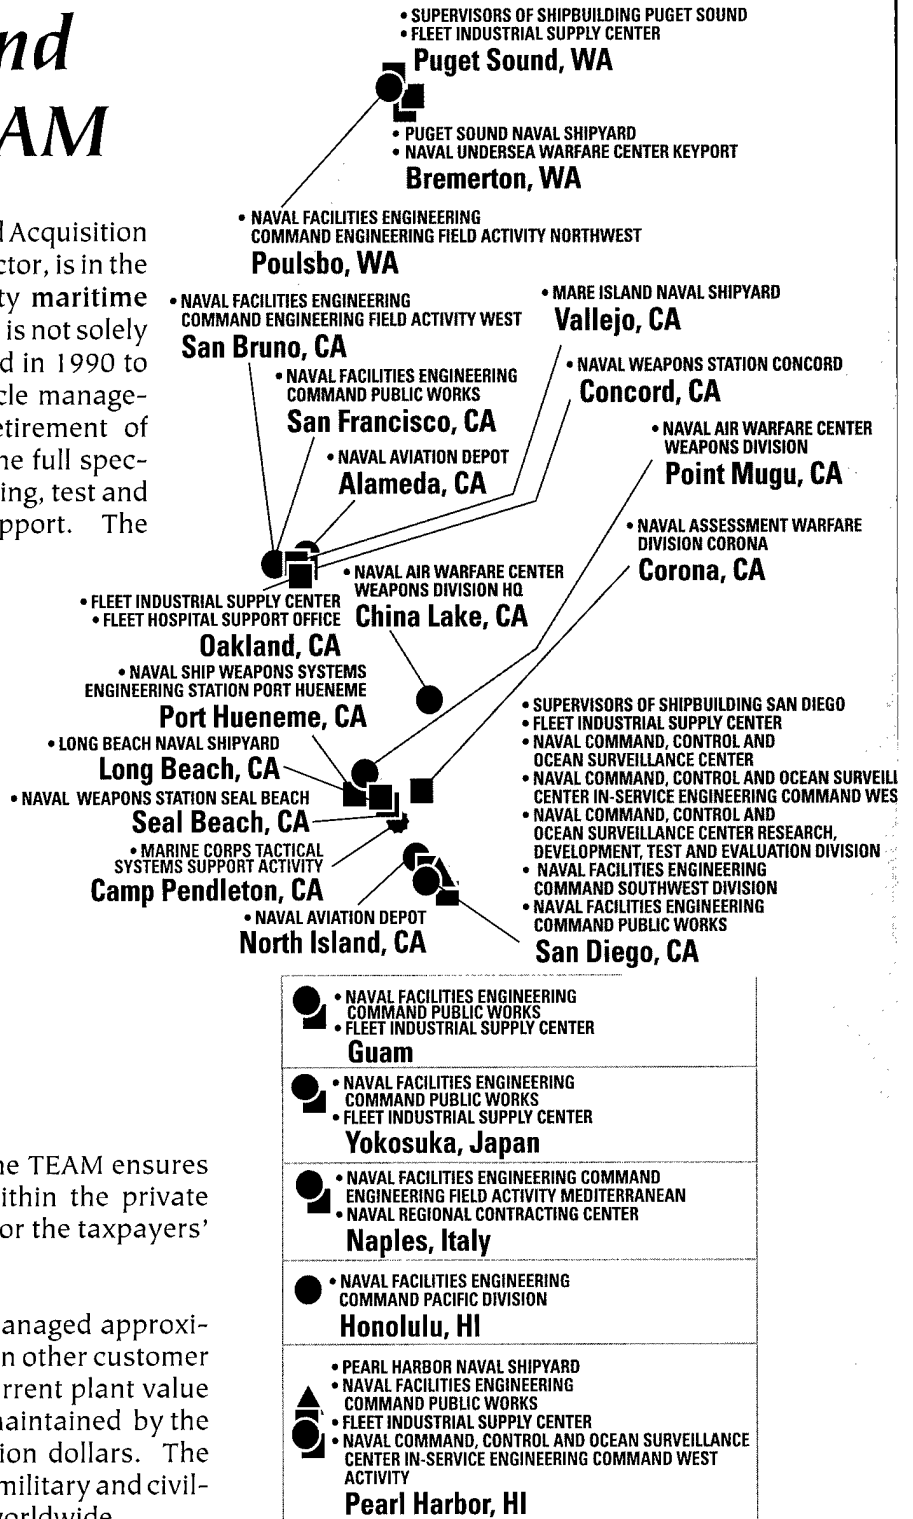 nd
AM
Acquisition
ctor, is in the
ty maritime
is not solely
d in 1990 to
cle manage-
etirement of
he full spec-
ing, test and
pport. The
• SUPERVISORS OF SHIPBUILDING PUGET SOUND
• FLEET INDUSTRIAL SUPPLY CENTER
Puget Sound, WA
• PUGET SOUND NAVAL SHIPYARD
• NAVAL UNDERSEA WARFARE CENTER KEYPORT
Bremerton, WA
• NAVAL FACILITIES ENGINEERING
COMMAND ENGINEERING FIELD ACTIVITY NORTHWEST
Poulsbo, WA
• NAVAL FACILITIES ENGINEERING
COMMAND ENGINEERING FIELD ACTIVITY WEST
San Bruno, CA
• MARE ISLAND NAVAL SHIPYARD
Vallejo, CA
• NAVAL FACILITIES ENGINEERING
COMMAND PUBLIC WORKS
San Francisco, CA
• NAVAL WEAPONS STATION CONCORD
Concord, CA
• NAVAL AVIATION DEPOT
Alameda, CA
• NAVAL AIR WARFARE CENTER
WEAPONS DIVISION
Point Mugu, CA
• NAVAL ASSESSMENT WARFARE
DIVISION CORONA
Corona, CA
• NAVAL AIR WARFARE CENTER
WEAPONS DIVISION HQ
China Lake, CA
• FLEET INDUSTRIAL SUPPLY CENTER
• FLEET HOSPITAL SUPPORT OFFICE
Oakland, CA
• NAVAL SHIP WEAPONS SYSTEMS
ENGINEERING STATION PORT HUENEME
Port Hueneme, CA
• LONG BEACH NAVAL SHIPYARD
Long Beach, CA
• NAVAL WEAPONS STATION SEAL BEACH
Seal Beach, CA
• MARINE CORPS TACTICAL
SYSTEMS SUPPORT ACTIVITY
Camp Pendleton, CA
• NAVAL AVIATION DEPOT
North Island, CA
• SUPERVISORS OF SHIPBUILDING SAN DIEGO
• FLEET INDUSTRIAL SUPPLY CENTER
• NAVAL COMMAND, CONTROL AND
OCEAN SURVEILLANCE CENTER
• NAVAL COMMAND, CONTROL AND OCEAN SURVEILL
CENTER IN-SERVICE ENGINEERING COMMAND WES
• NAVAL COMMAND, CONTROL AND
OCEAN SURVEILLANCE CENTER RESEARCH,
DEVELOPMENT, TEST AND EVALUATION DIVISION
• NAVAL FACILITIES ENGINEERING
COMMAND SOUTHWEST DIVISION
• NAVAL FACILITIES ENGINEERING
COMMAND PUBLIC WORKS
San Diego, CA
• NAVAL FACILITIES ENGINEERING
COMMAND PUBLIC WORKS
• FLEET INDUSTRIAL SUPPLY CENTER
Guam
• NAVAL FACILITIES ENGINEERING
COMMAND PUBLIC WORKS
• FLEET INDUSTRIAL SUPPLY CENTER
Yokosuka, Japan
• NAVAL FACILITIES ENGINEERING COMMAND
ENGINEERING FIELD ACTIVITY MEDITERRANEAN
• NAVAL REGIONAL CONTRACTING CENTER
Naples, Italy
• NAVAL FACILITIES ENGINEERING
COMMAND PACIFIC DIVISION
Honolulu, HI
• PEARL HARBOR NAVAL SHIPYARD
• NAVAL FACILITIES ENGINEERING
COMMAND PUBLIC WORKS
• FLEET INDUSTRIAL SUPPLY CENTER
• NAVAL COMMAND, CONTROL AND OCEAN SURVEILLANCE
CENTER IN-SERVICE ENGINEERING COMMAND WEST
ACTIVITY
Pearl Harbor, HI
he TEAM ensures
ithin the private
or the taxpayers'
anaged approxi-
n other customer
rrent plant value
maintained by the
ion dollars. The
military and civil-
worldwide